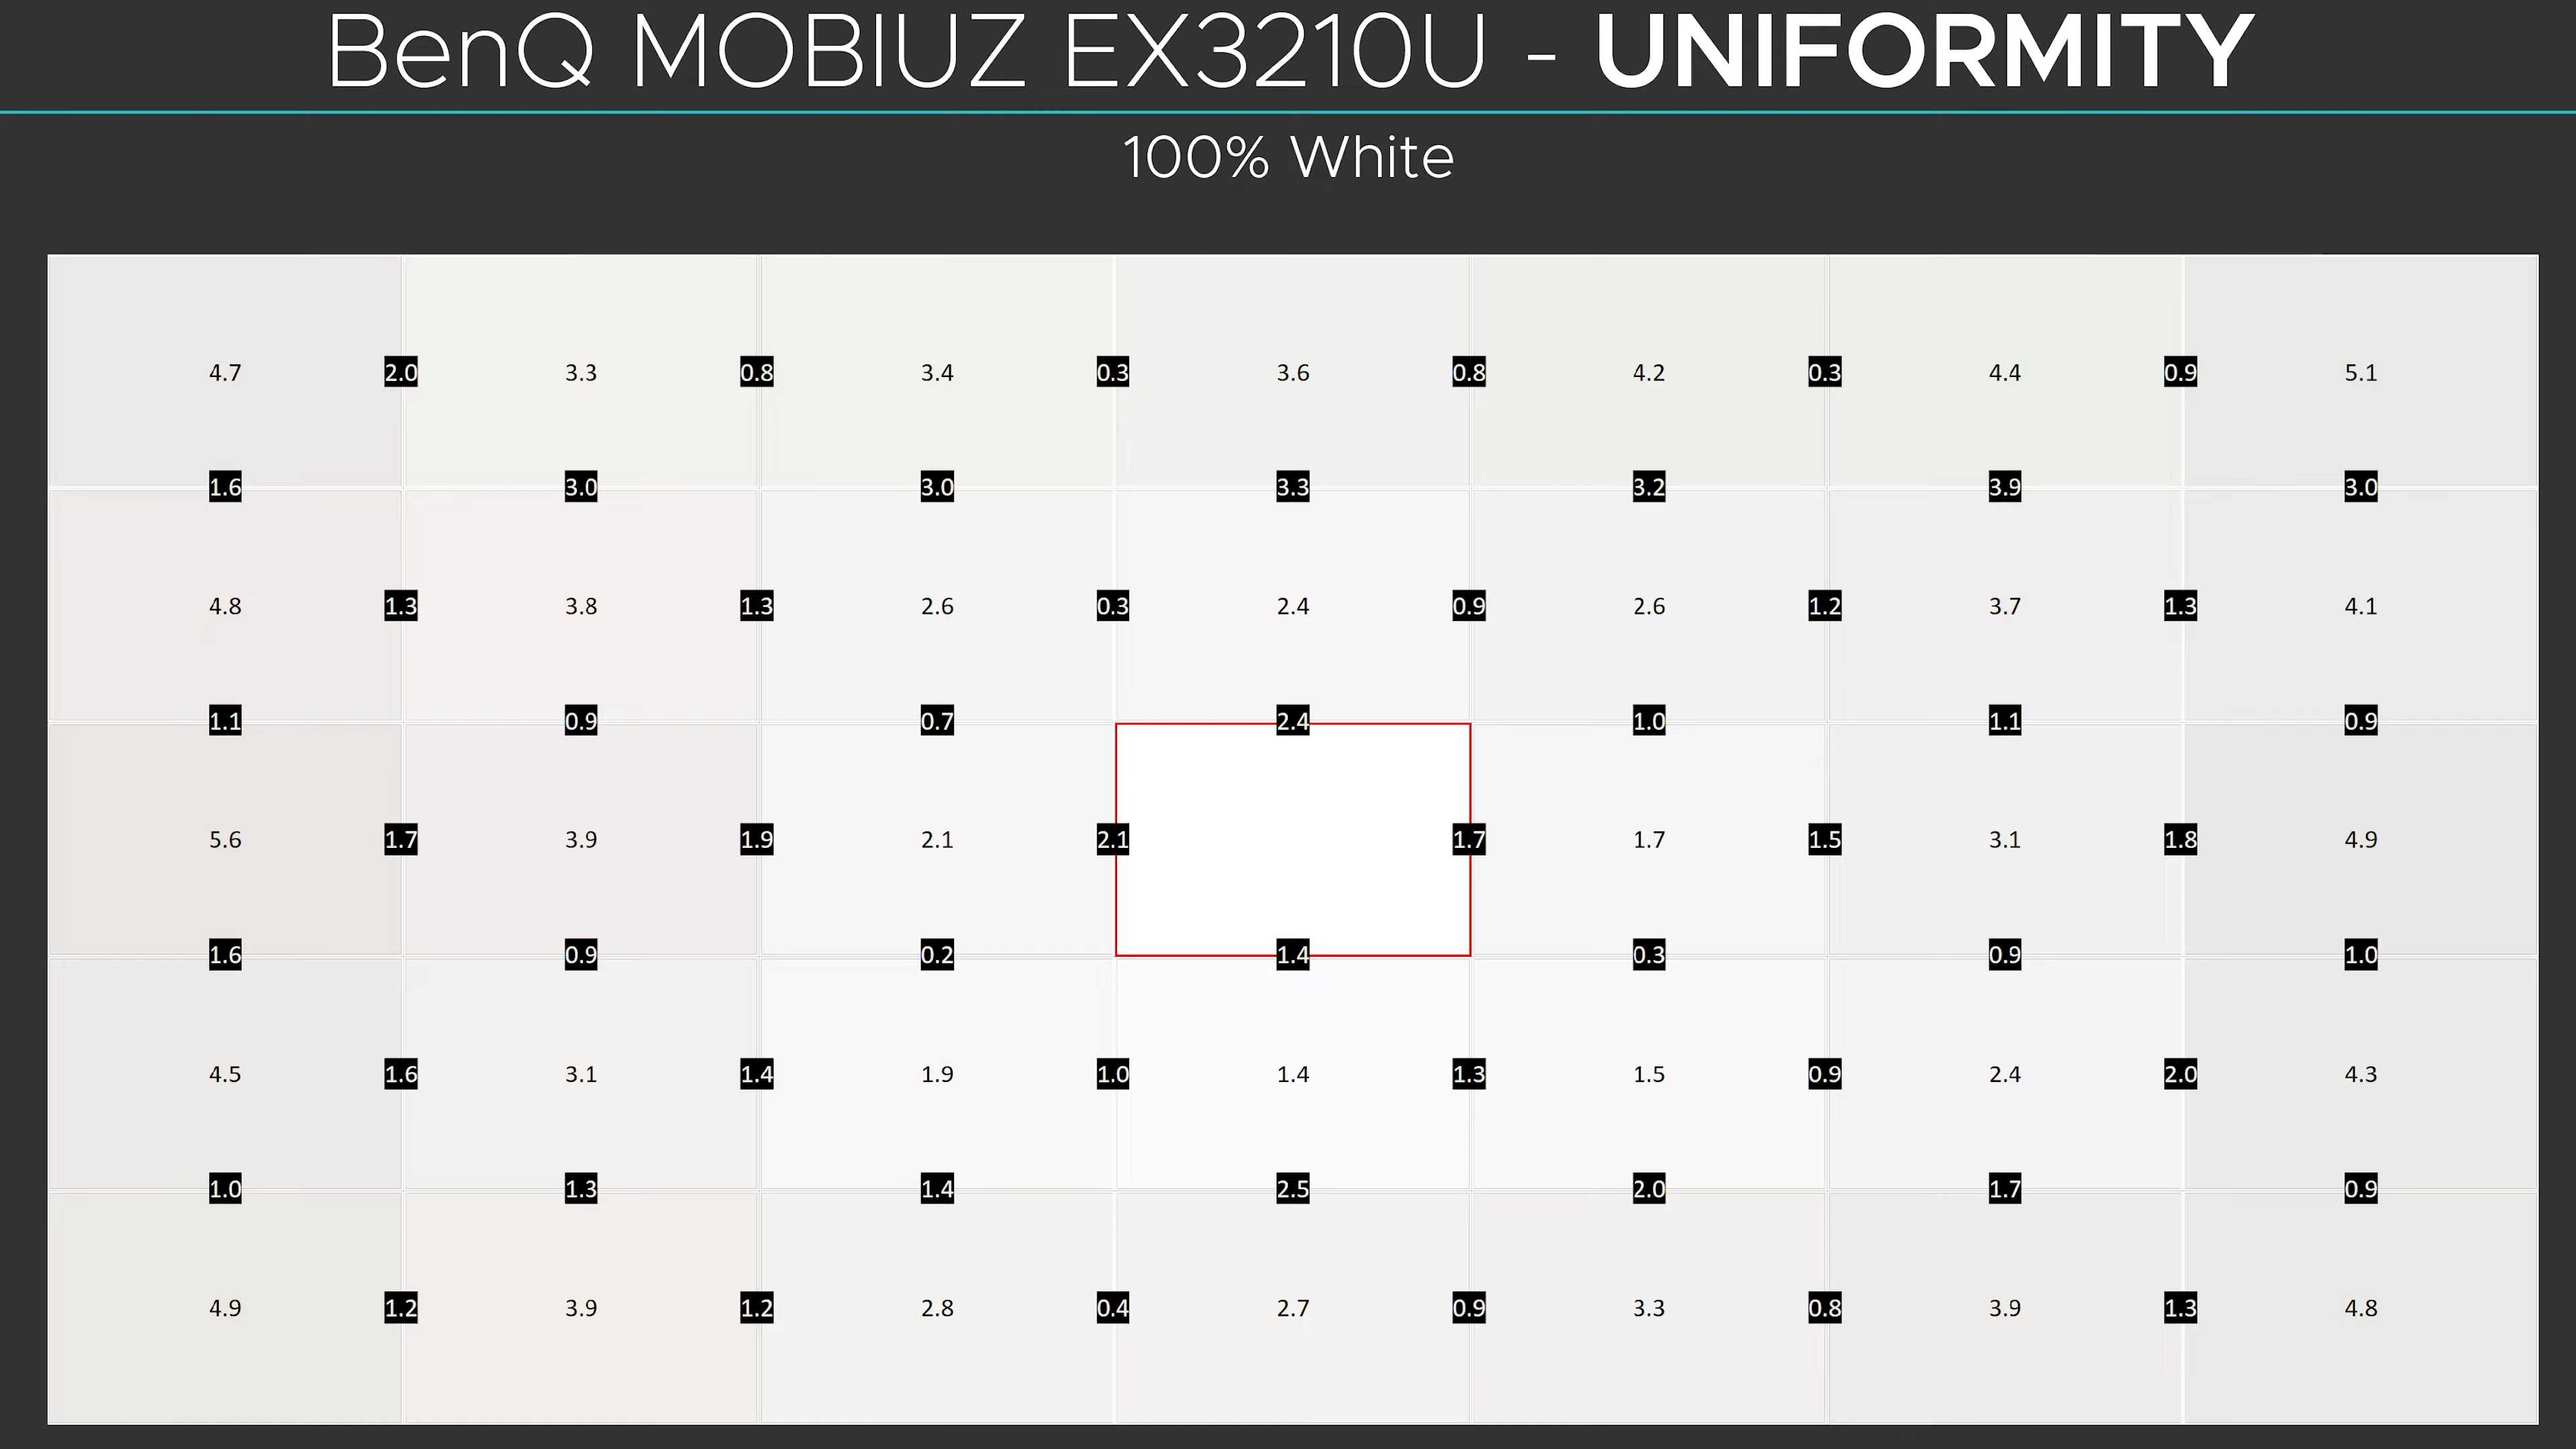 BenQ MOBIUZ EX3210U - UNIFORMITY
100% White
4.7 2.0 3.3 0.8 3.4 0.3 3.6 0.8 4.2 0.3 4.4 0.9 5.1
1.6 3.0 3.0 3.3 3.2 3.9 3.0
4.8 1.3 3.8 1.3 2.6 0.3 2.4 0.9 2.6 1.2 3.7 1.3 4.1
1.1 0.9 0.7 2.4 1.0 1.1 0.9
5.6 1.7 3.9 1.9 2.1 2.1 1.7 1.7 1.5 3.1 1.8 4.9
1.6 0.9 0.2 1.4 0.3 0.9 1.0
4.5 1.6 3.1 1.4 1.9 1.0 1.4 1.3 1.5 0.9 2.4 2.0 4.3
1.0 1.3 1.4 2.5 2.0 1.7 0.9
4.9 1.2 3.9 1.2 2.8 0.4 2.7 0.9 3.3 0.8 3.9 1.3 4.8